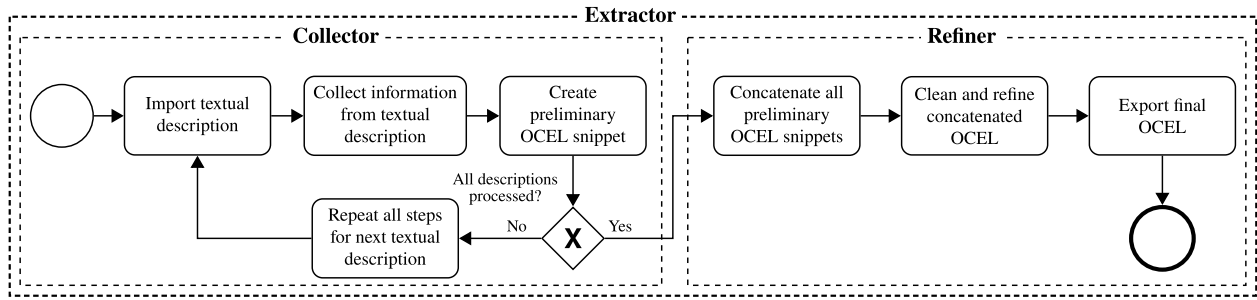 Extractor
Collector
Refiner
Import textual
description
Collect information
from textual
description
Create
preliminary
OCEL snippet
Concatenate all
preliminary
OCEL snippets
Clean and refine
concatenated
OCEL
Export final
OCEL
All descriptions
processed?
Repeat all steps
for next textual
description
No
X
Yes